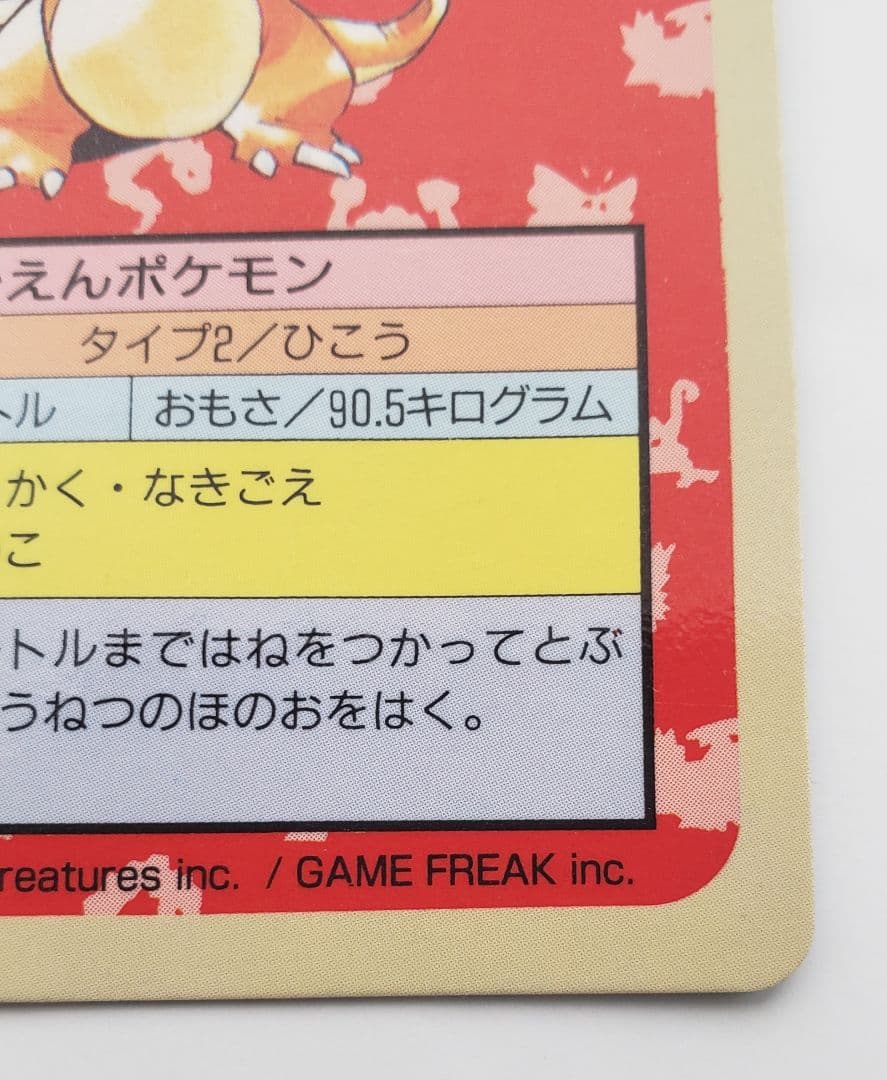 えんポケモン
タイプ2／ひこう
トル おもさ／90.5キログラム
かく・なきごえ
こ
トルまではねをつかってとぶ
うねつのほのおをはく。
reatures inc. / GAME FREAK inc.